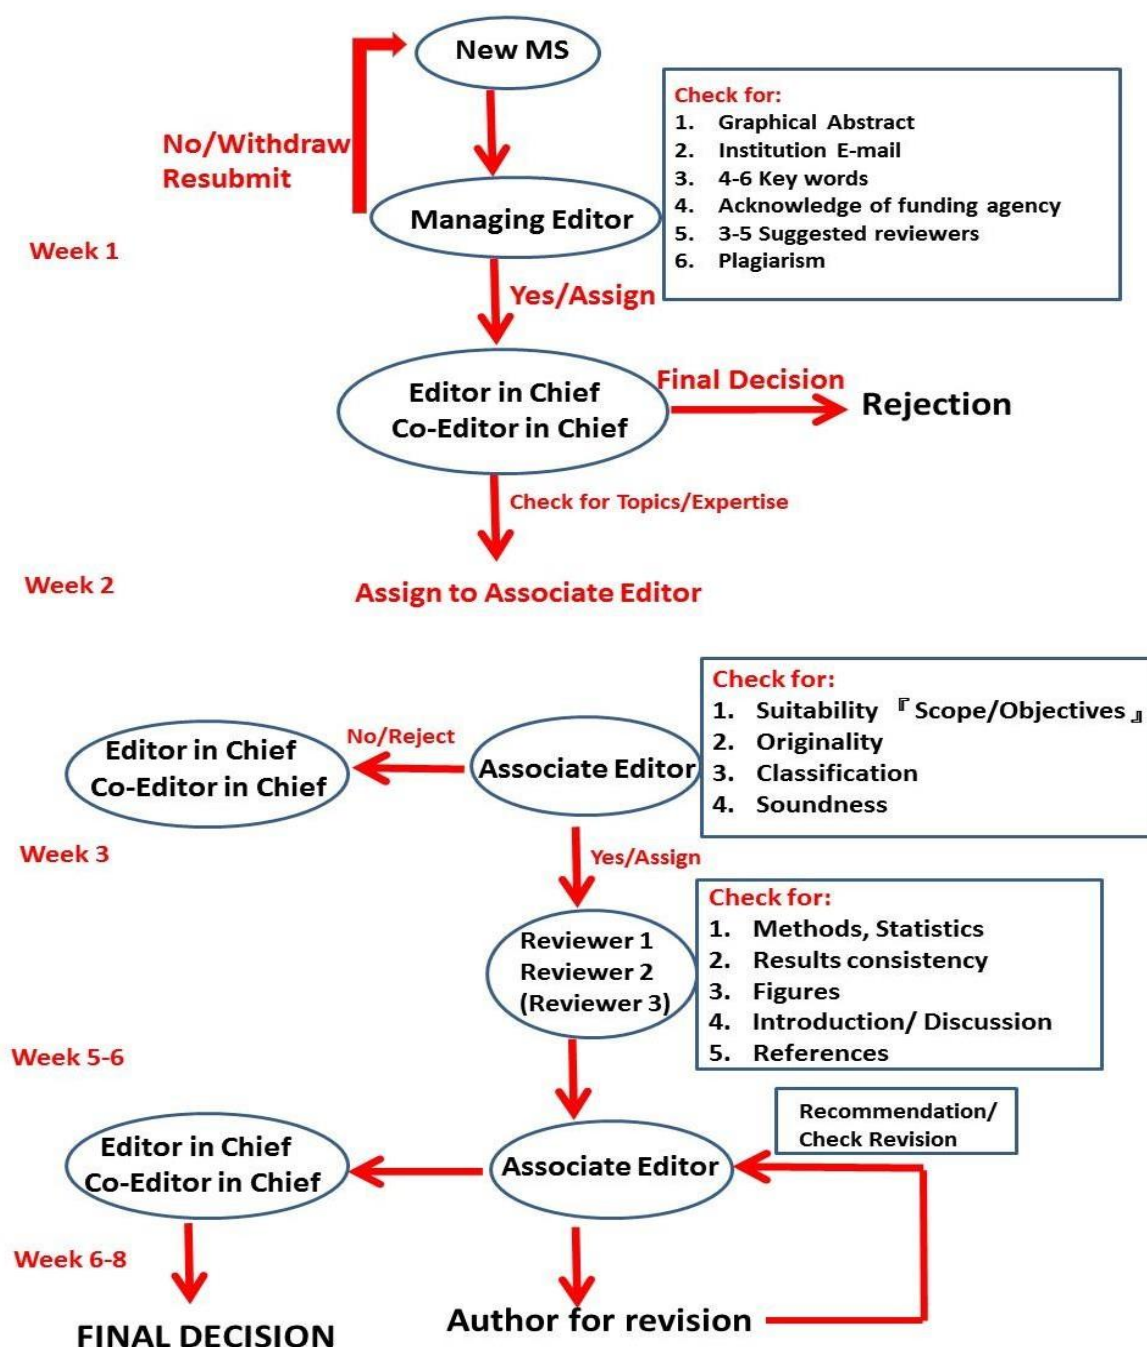 New MS
No/Withdraw
Resubmit
Managing Editor
Check for:
1. Graphical Abstract
2. Institution E-mail
3. 4-6 Key words
4. Acknowledge of funding agency
5. 3-5 Suggested reviewers
6. Plagiarism
Week 1
Yes/Assign
Editor in Chief
Co-Editor in Chief
Final Decision
Rejection
Check for Topics/Expertise
Week 2
Assign to Associate Editor
Check for:
1. Suitability『Scope/Objectives』
2. Originality
3. Classification
4. Soundness
Associate Editor
No/Reject
Editor in Chief
Co-Editor in Chief
Week 3
Yes/Assign
Reviewer 1
Reviewer 2
(Reviewer 3)
Check for:
1. Methods, Statistics
2. Results consistency
3. Figures
4. Introduction/ Discussion
5. References
Week 5-6
Recommendation/
Check Revision
Associate Editor
Editor in Chief
Co-Editor in Chief
Week 6-8
Author for revision
FINAL DECISION